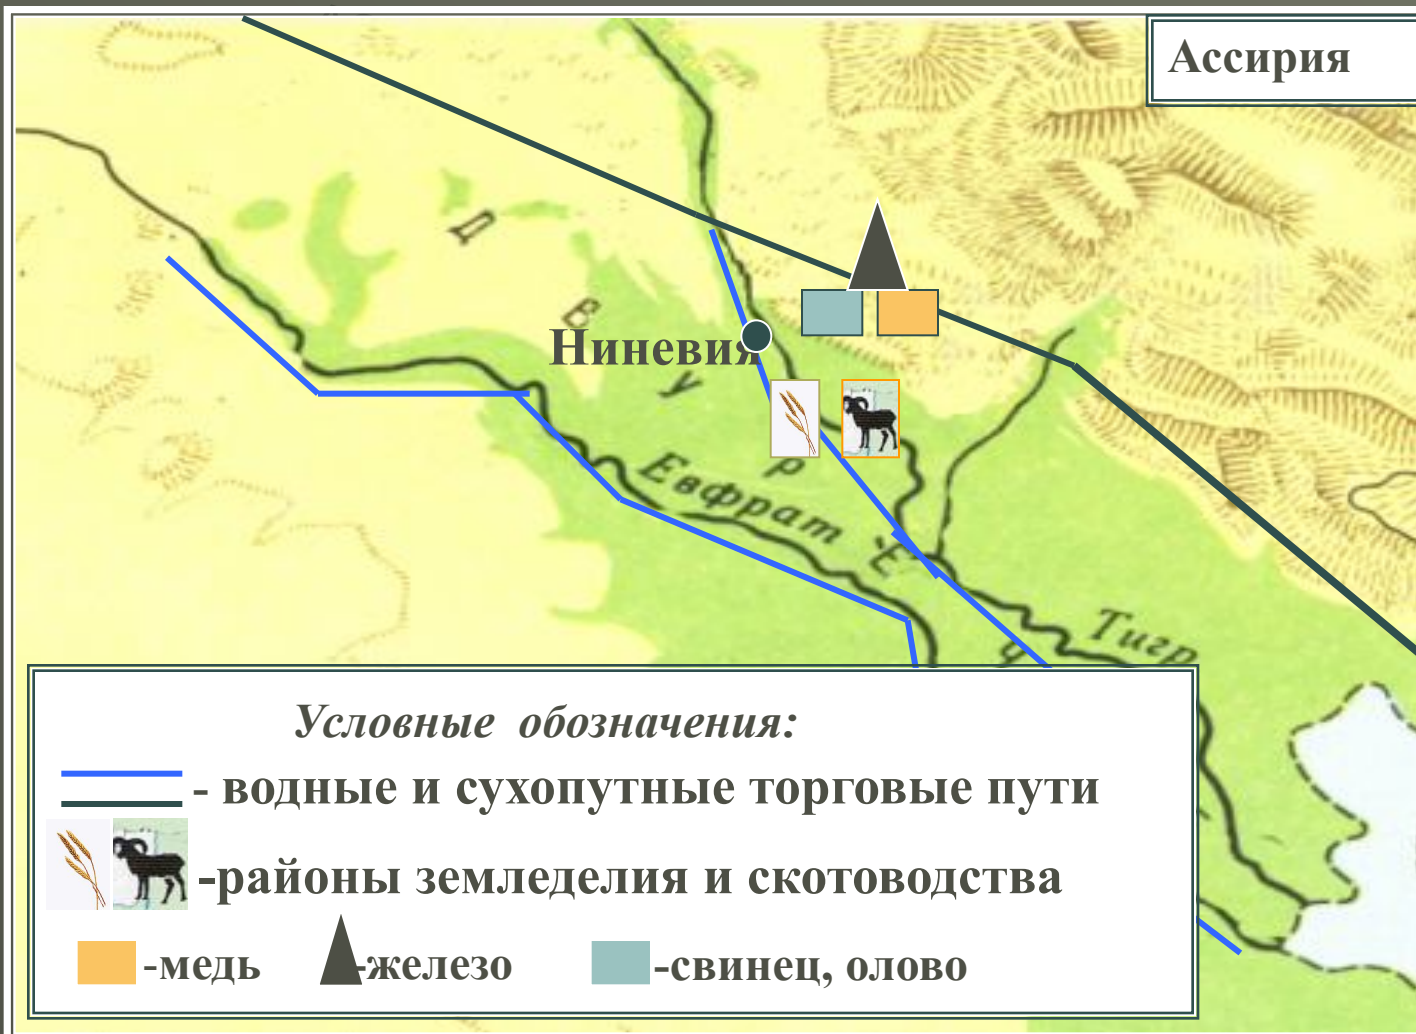 Ассирия
Д
В
Ниневия
у
р
Евфрат
Е
Тигр
ч
Условные обозначения:
- водные и сухопутные торговые пути
-районы земледелия и скотоводства
-медь
-железо
-свинец, олово